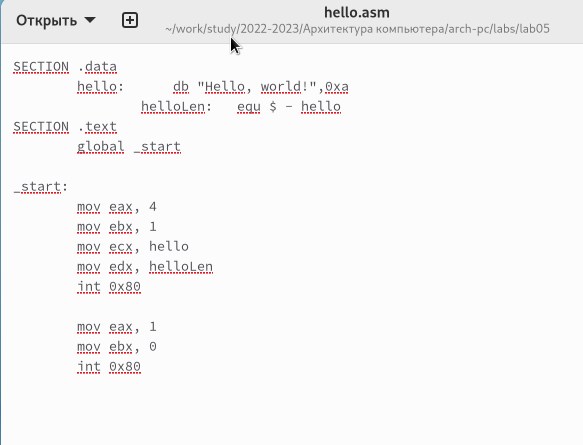 Открыть
hello.asm
~/work/study/2022-2023/Архитектура компьютера/arch-pc/labs/lab05
SECTION .data
hello: db "Hello, world!",0xa
helloLen: equ $ - hello
SECTION .text
global _start
_start:
mov eax, 4
mov ebx, 1
mov ecx, hello
mov edx, helloLen
int 0x80
mov eax, 1
mov ebx, 0
int 0x80